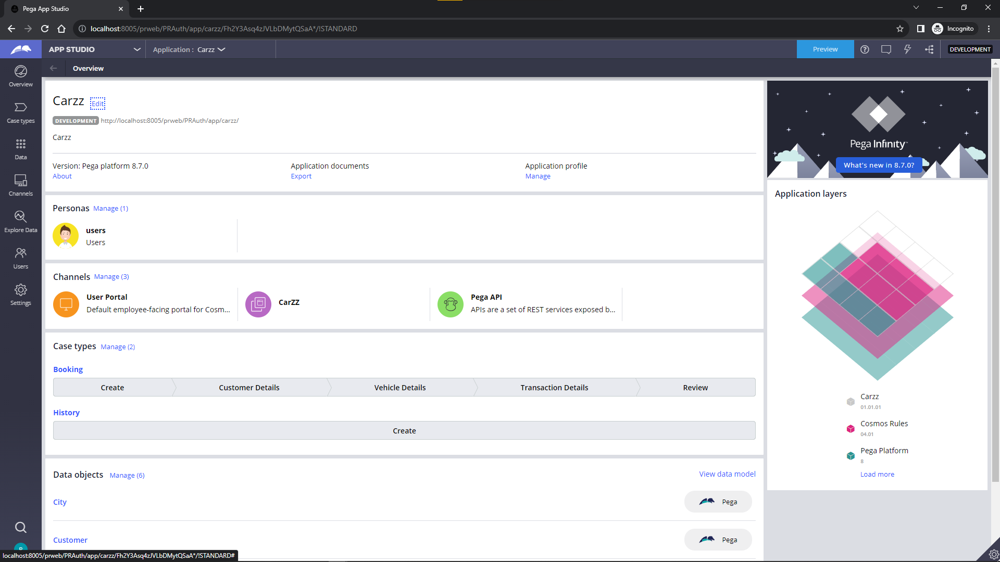 Pega App Studio
localhost:8005/prweb/PRAuth/app/carzz/Fh2Y3Asq4zJVLbDMytQSaA*/!STANDARD
Incognito
APP STUDIO
Application : Carzz
Preview
DEVELOPMENT
Overview
Overview
Case types
Data
Channels
Explore Data
Users
Settings
Carzz Edit
DEVELOPMENT http://localhost:8005/prweb/PRAuth/app/carzz/
Carzz
Version: Pega platform 8.7.0
About
Application documents
Export
Application profile
Manage
Personas Manage (1)
users
Users
Channels Manage (3)
User Portal
Default employee-facing portal for Cosm...
CarZZ
Pega API
APIs are a set of REST services exposed b...
Case types Manage (2)
Booking
Create Customer Details Vehicle Details Transaction Details Review
History
Create
Data objects Manage (6)
View data model
City
Pega
Customer
Pega
Pega Infinity™
What's new in 8.7.0?
Application layers
Carzz
01.01.01
Cosmos Rules
04.01
Pega Platform
8
Load more
localhost:8005/prweb/PRAuth/app/carzz/Fh2Y3Asq4zJVLbDMytQSaA*/!STANDARD#